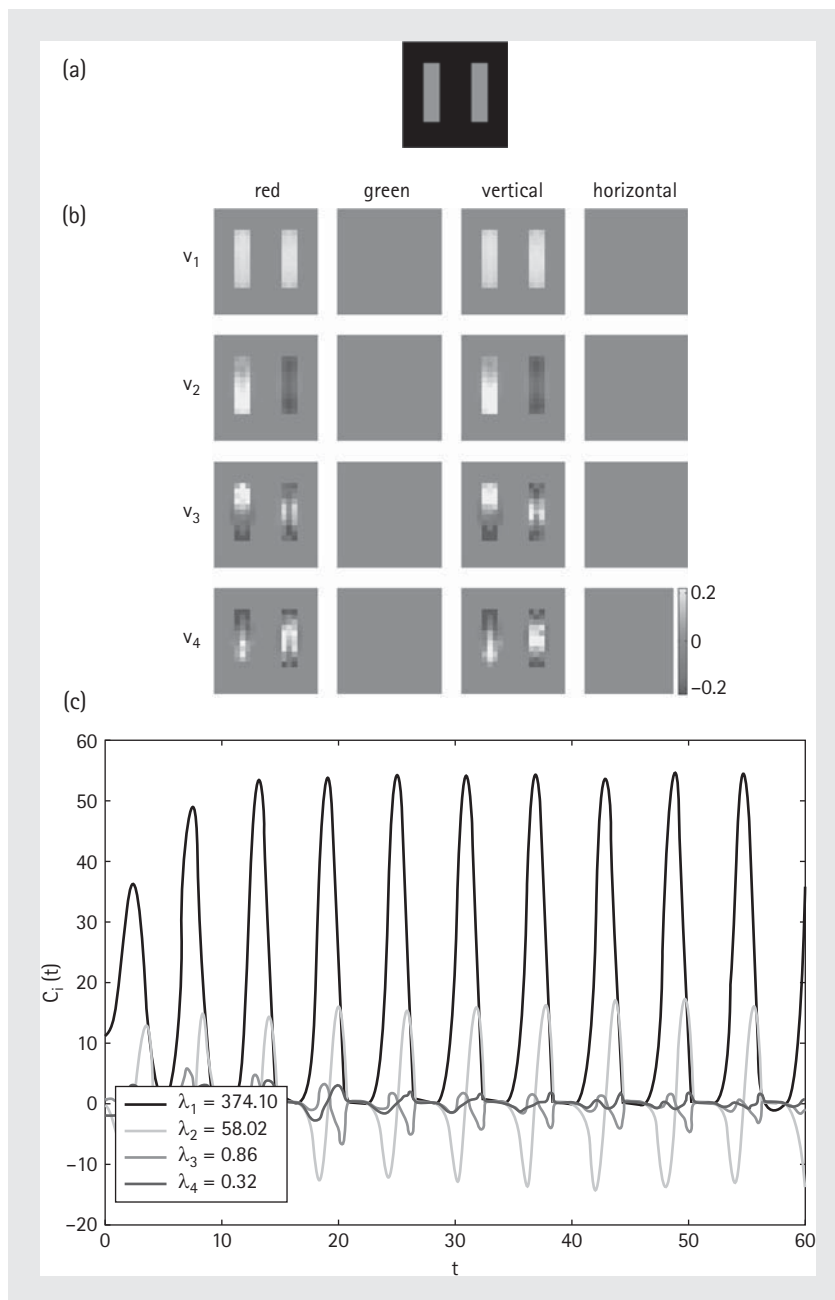 (a)
red green vertical horizontal
(b)
v1
v2
v3
v4
0.2
0
−0.2
(c)
60
50
40
30
20
10
0
−10
−20
Ci (t)
λ1 = 374.10
λ2 = 58.02
λ3 = 0.86
λ4 = 0.32
0 10 20 30 40 50 60
t